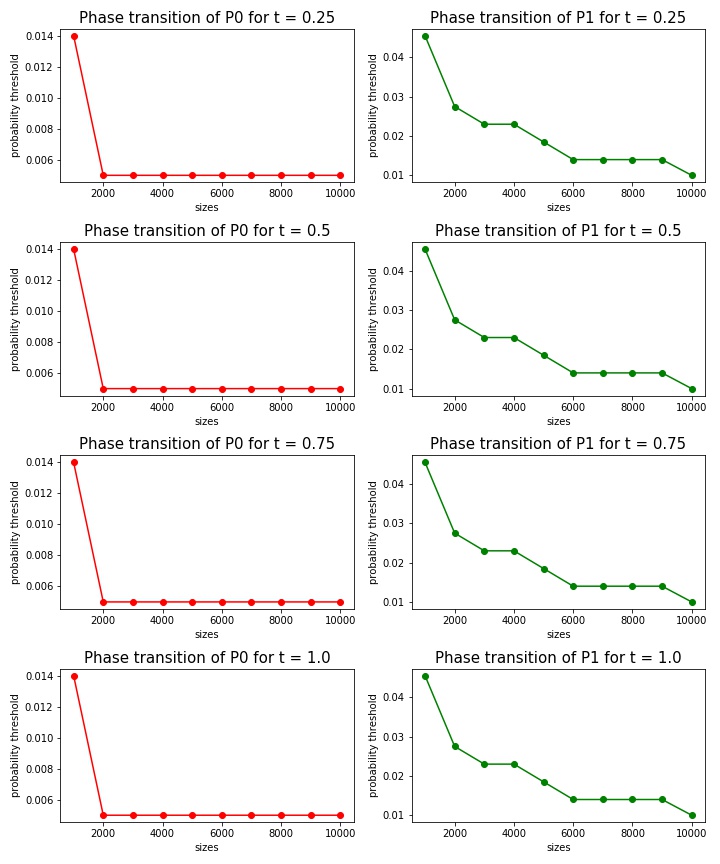 Phase transition of P0 for t = 0.25
0.014
0.012
0.010
0.008
0.006
probability threshold
2000 4000 6000 8000 10000
sizes
Phase transition of P1 for t = 0.25
0.04
0.03
0.02
0.01
probability threshold
2000 4000 6000 8000 10000
sizes
Phase transition of P0 for t = 0.5
0.014
0.012
0.010
0.008
0.006
probability threshold
2000 4000 6000 8000 10000
sizes
Phase transition of P1 for t = 0.5
0.04
0.03
0.02
0.01
probability threshold
2000 4000 6000 8000 10000
sizes
Phase transition of P0 for t = 0.75
0.014
0.012
0.010
0.008
0.006
probability threshold
2000 4000 6000 8000 10000
sizes
Phase transition of P1 for t = 0.75
0.04
0.03
0.02
0.01
probability threshold
2000 4000 6000 8000 10000
sizes
Phase transition of P0 for t = 1.0
0.014
0.012
0.010
0.008
0.006
probability threshold
2000 4000 6000 8000 10000
sizes
Phase transition of P1 for t = 1.0
0.04
0.03
0.02
0.01
probability threshold
2000 4000 6000 8000 10000
sizes